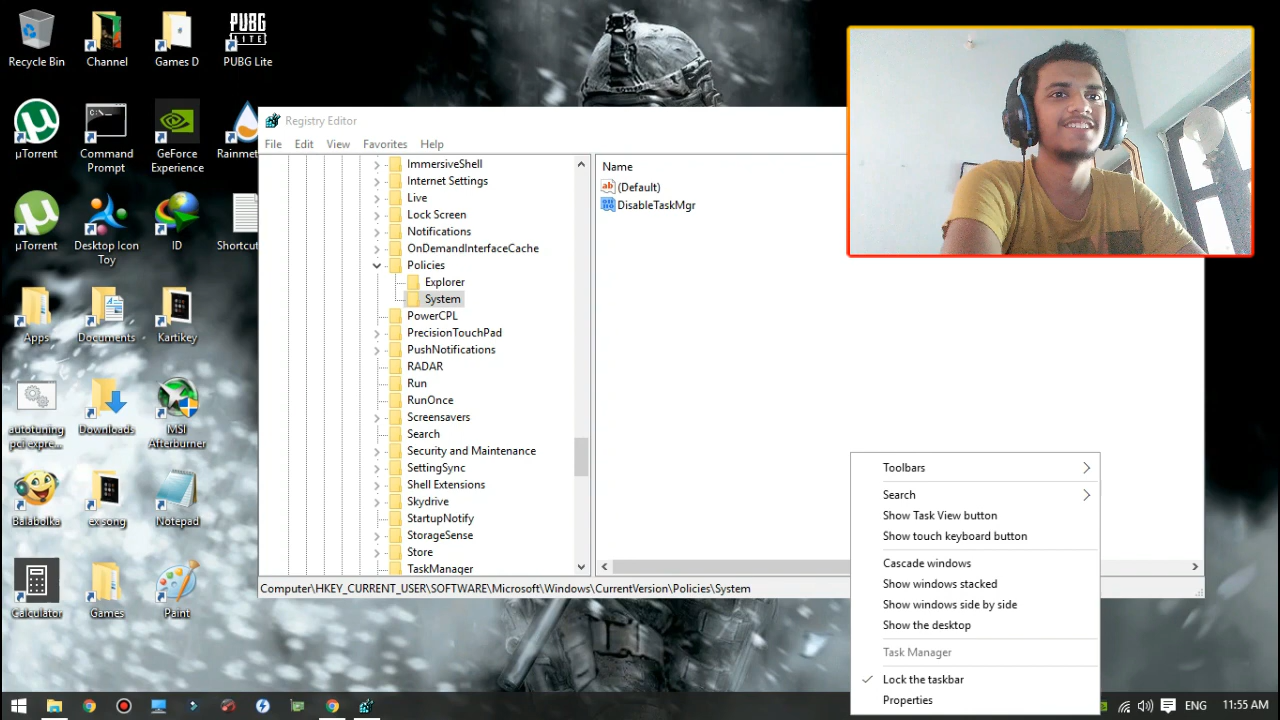 Recycle Bin
Channel
Games D
PUBG
LITE
PUBG Lite
µTorrent
C:\_
Command
Prompt
GeForce
Experience
Rainmet
µTorrent
Desktop Icon
Toy
ID
Shortcut
Apps
Documents
Kartikey
autotuning
pci expre...
Downloads
MSI
Afterburner
Balabolka
ex song
Notepad
Calculator
Games
Paint
Registry Editor
File Edit View Favorites Help
ImmersiveShell
Internet Settings
Live
Lock Screen
Notifications
OnDemandInterfaceCache
Policies
Explorer
System
PowerCPL
PrecisionTouchPad
PushNotifications
RADAR
Run
RunOnce
Screensavers
Search
Security and Maintenance
SettingSync
Shell Extensions
Skydrive
StartupNotify
StorageSense
Store
TaskManager
Name
ab (Default)
DisableTaskMgr
Computer\HKEY_CURRENT_USER\SOFTWARE\Microsoft\Windows\CurrentVersion\Policies\System
Toolbars
Search
Show Task View button
Show touch keyboard button
Cascade windows
Show windows stacked
Show windows side by side
Show the desktop
Task Manager
Lock the taskbar
Properties
ENG 11:55 AM